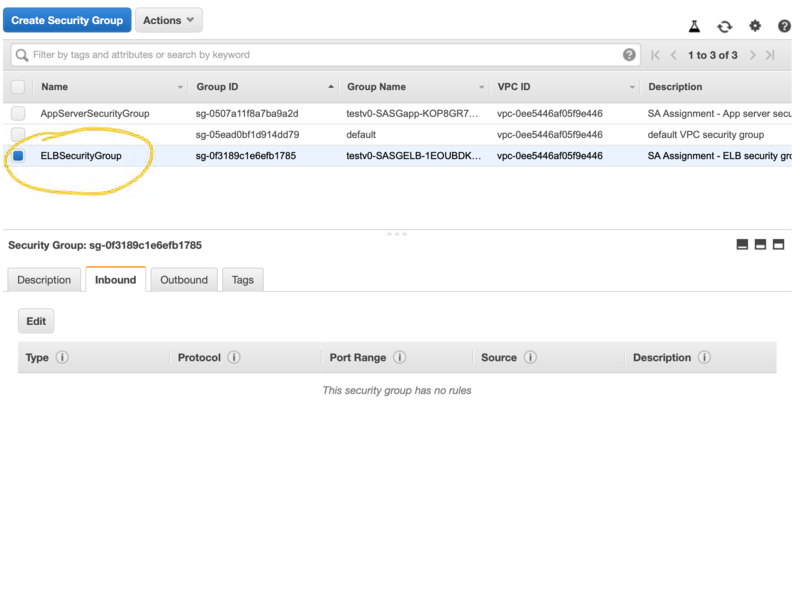 Create Security Group Actions
Filter by tags and attributes or search by keyword 1 to 3 of 3
Name Group ID Group Name VPC ID Description
AppServerSecurityGroup sg-0507a11f8a7ba9a2d testv0-SASGapp-KOP8GR7... vpc-0ee5446af05f9e446 SA Assignment - App server secu
sg-05ead0bf1d914dd79 default vpc-0ee5446af05f9e446 default VPC security group
ELBSecurityGroup sg-0f3189c1e6efb1785 testv0-SASGELB-1EOUBDK... vpc-0ee5446af05f9e446 SA Assignment - ELB security gro
Security Group: sg-0f3189c1e6efb1785
Description Inbound Outbound Tags
Edit
Type Protocol Port Range Source Description
This security group has no rules